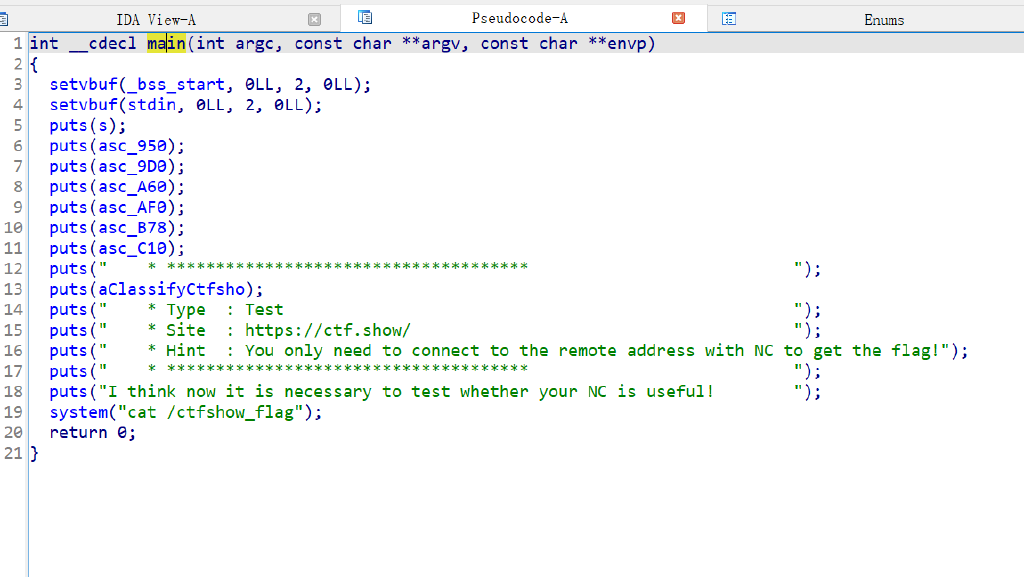 IDA View-A Pseudocode-A Enums
1 int __cdecl main(int argc, const char **argv, const char **envp)
2 {
3   setvbuf(_bss_start, 0LL, 2, 0LL);
4   setvbuf(stdin, 0LL, 2, 0LL);
5   puts(s);
6   puts(asc_950);
7   puts(asc_9D0);
8   puts(asc_A60);
9   puts(asc_AF0);
10   puts(asc_B78);
11   puts(asc_C10);
12   puts("    * *************************************                           ");
13   puts(aClassifyCtfsho);
14   puts("    * Type  : Test                                                    ");
15   puts("    * Site  : https://ctf.show/                                       ");
16   puts("    * Hint  : You only need to connect to the remote address with NC to get the flag!");
17   puts("    * *************************************                           ");
18   puts("I think now it is necessary to test whether your NC is useful!        ");
19   system("cat /ctfshow_flag");
20   return 0;
21 }